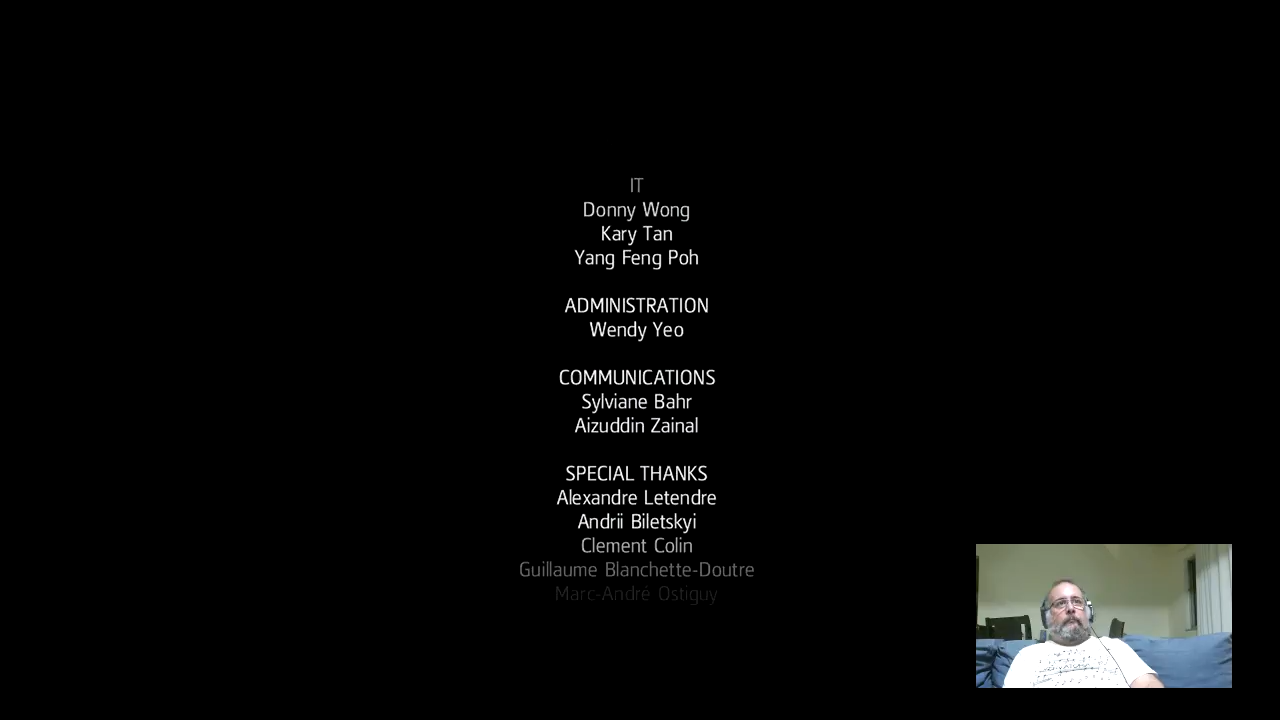 IT
Donny Wong
Kary Tan
Yang Feng Poh
ADMINISTRATION
Wendy Yeo
COMMUNICATIONS
Sylviane Bahr
Aizuddin Zainal
SPECIAL THANKS
Alexandre Letendre
Andrii Biletskyi
Clement Colin
Guillaume Blanchette-Doutre
Marc-André Ostiguy